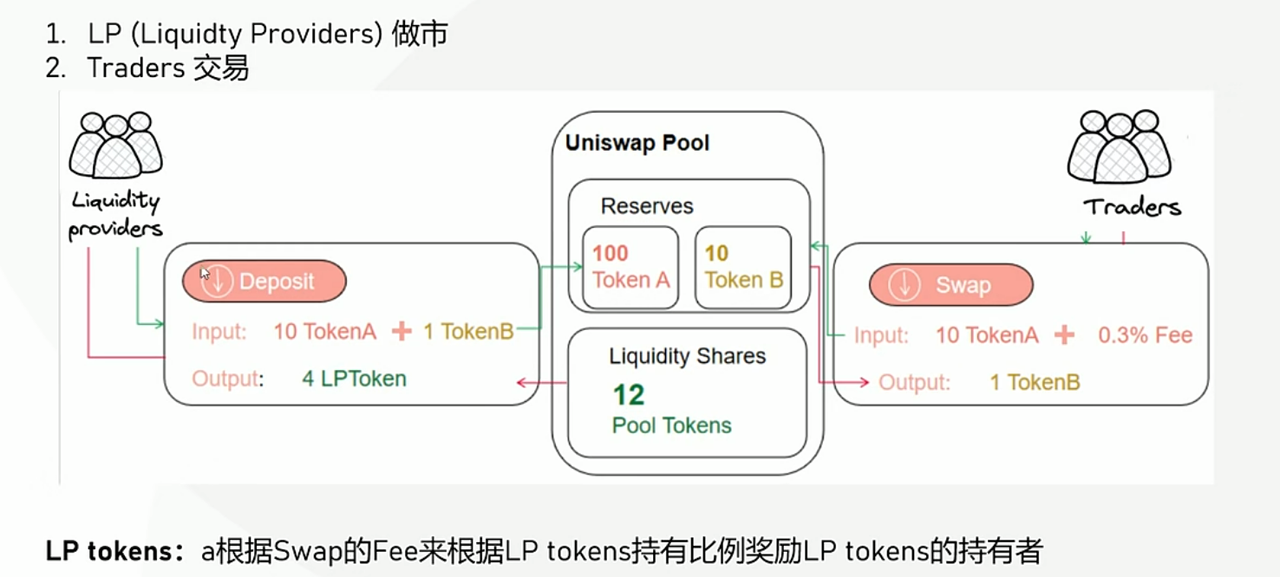 1. LP (Liquidty Providers) 做市
2. Traders 交易
Liquidity
providers
Deposit
Input: 10 TokenA + 1 TokenB
Output: 4 LPToken
Uniswap Pool
Reserves
100
Token A
10
Token B
Liquidity Shares
12
Pool Tokens
Traders
Swap
Input: 10 TokenA + 0.3% Fee
Output: 1 TokenB
LP tokens：a根据Swap的Fee来根据LP tokens持有比例奖励LP tokens的持有者